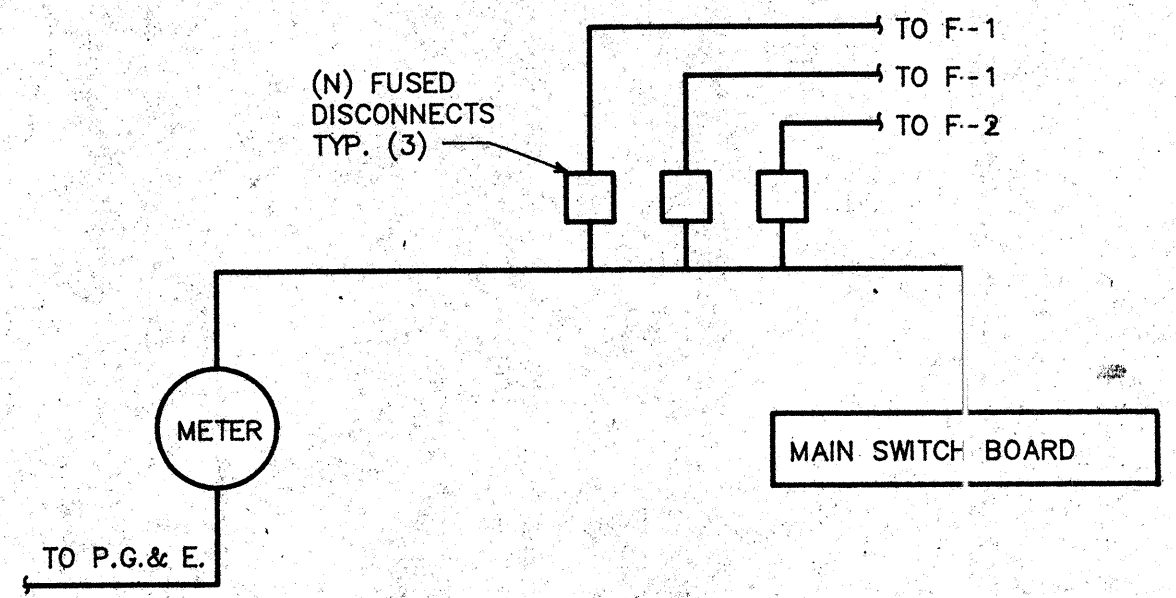 TO F-1
(N) FUSED
DISCONNECTS
TYP. (3)
TO F-1
TO F-2
METER
MAIN SWITCH BOARD
TO P.G.& E.